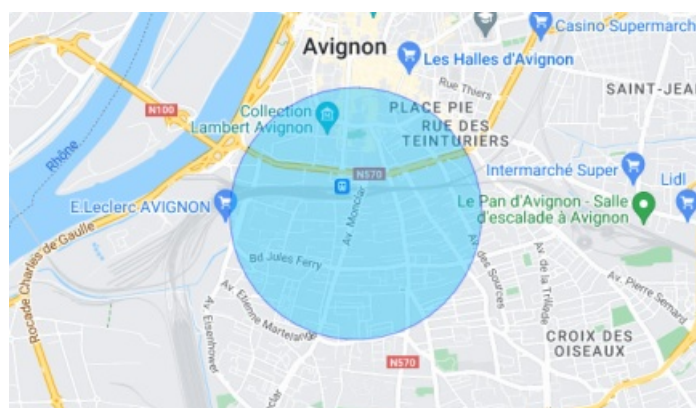 Avignon
Casino Supermarch
Les Halles d'Avignon
Rue Thiers
SAINT-JEA
N100
Collection
Lambert Avignon
PLACE PIE
RUE DES
TEINTURIERS
Rhône
N570
Intermarché Super
Lidl
E.Leclerc AVIGNON
Le Pan d'Avignon - Salle
d'escalade à Avignon
Av. Monclar
Rocade Charles de Gaulle
Bd Jules Ferry
Av. des Sources
Av. de la Trillade
Av. Pierre Semard
Av. Etienne Martelange
Av. Eisenhower
CROIX DES
OISEAUX
N570
clar